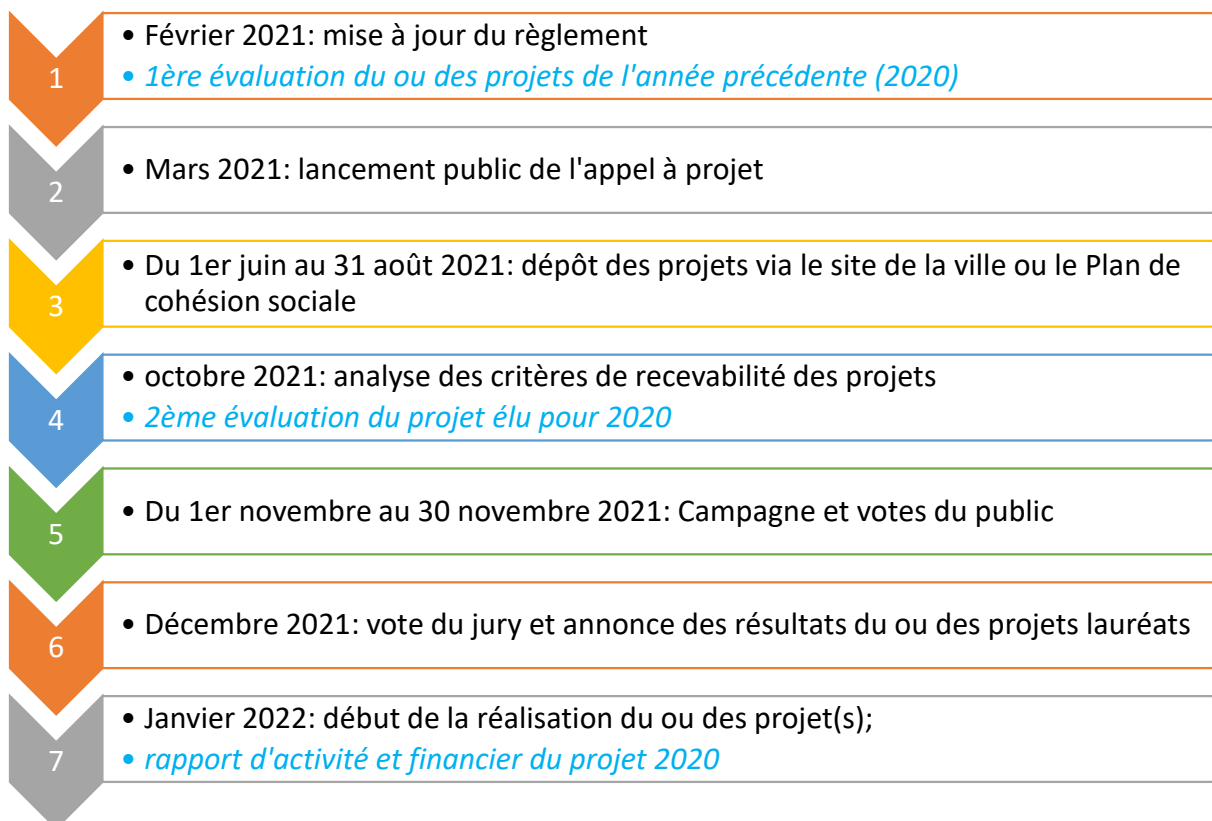 1
• Février 2021: mise à jour du règlement
• 1ère évaluation du ou des projets de l'année précédente (2020)
2
• Mars 2021: lancement public de l'appel à projet
3
• Du 1er juin au 31 août 2021: dépôt des projets via le site de la ville ou le Plan de
cohésion sociale
4
• octobre 2021: analyse des critères de recevabilité des projets
• 2ème évaluation du projet élu pour 2020
5
• Du 1er novembre au 30 novembre 2021: Campagne et votes du public
6
• Décembre 2021: vote du jury et annonce des résultats du ou des projets lauréats
7
• Janvier 2022: début de la réalisation du ou des projet(s);
• rapport d'activité et financier du projet 2020